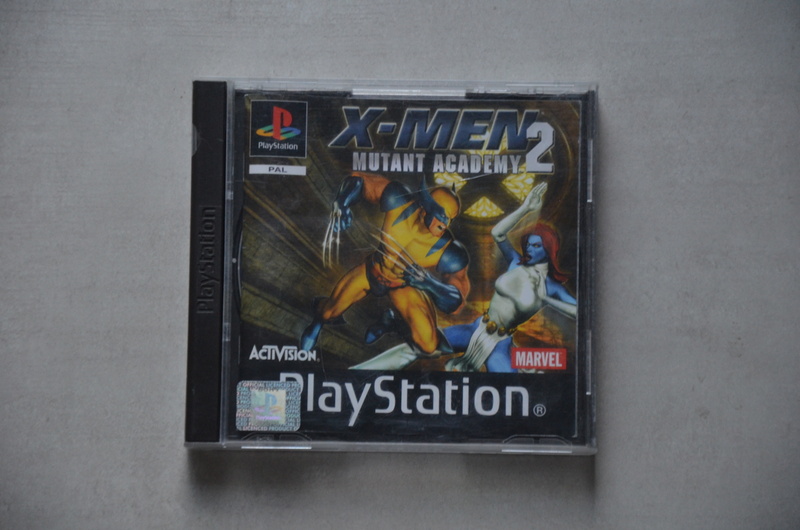 PlayStation
PlayStation
PAL
X-MEN 2
MUTANT ACADEMY
ACTIVISION.
MARVEL
PlayStation®